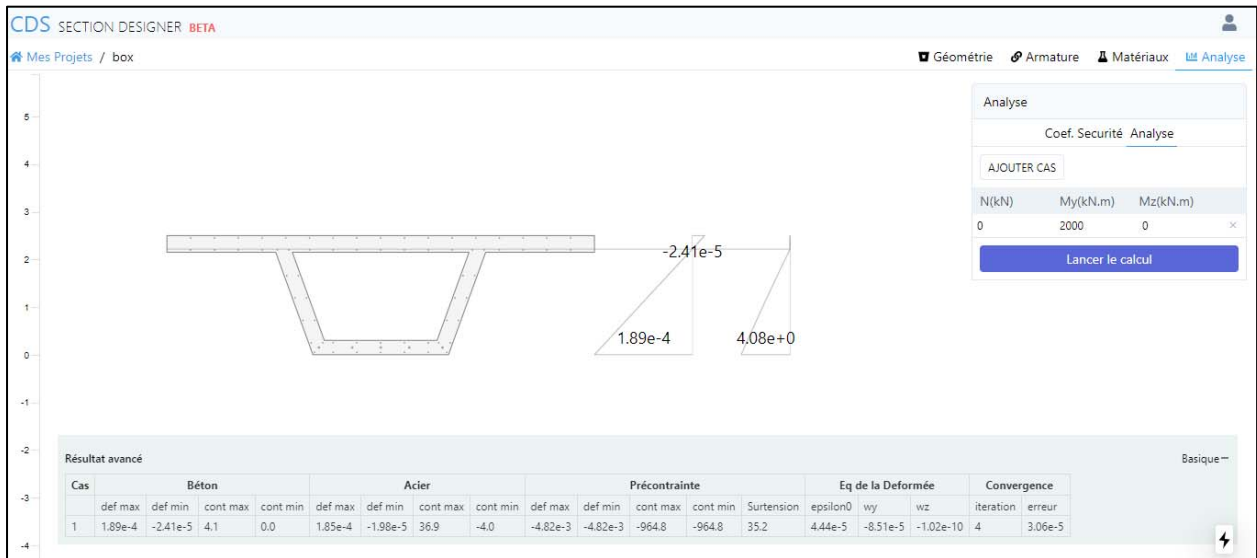 CDS SECTION DESIGNER BETA
Mes Projets / box
Géométrie Armature Matériaux Analyse
Analyse
Coef. Securité Analyse
AJOUTER CAS
N(kN) My(kN.m) Mz(kN.m)
0 2000 0 ×
Lancer le calcul
5
4
3
2
1
0
-1
-2
-3
-4
-2.41e-5
1.89e-4 4.08e+0
Résultat avancé Basique−
Cas Béton Acier Précontrainte Eq de la Deformée Convergence
def max def min cont max cont min def max def min cont max cont min def max def min cont max cont min Surtension epsilon0 wy wz iteration erreur
1 1.89e-4 -2.41e-5 4.1 0.0 1.85e-4 -1.98e-5 36.9 -4.0 -4.82e-3 -4.82e-3 -964.8 -964.8 35.2 4.44e-5 -8.51e-5 -1.02e-10 4 3.06e-5